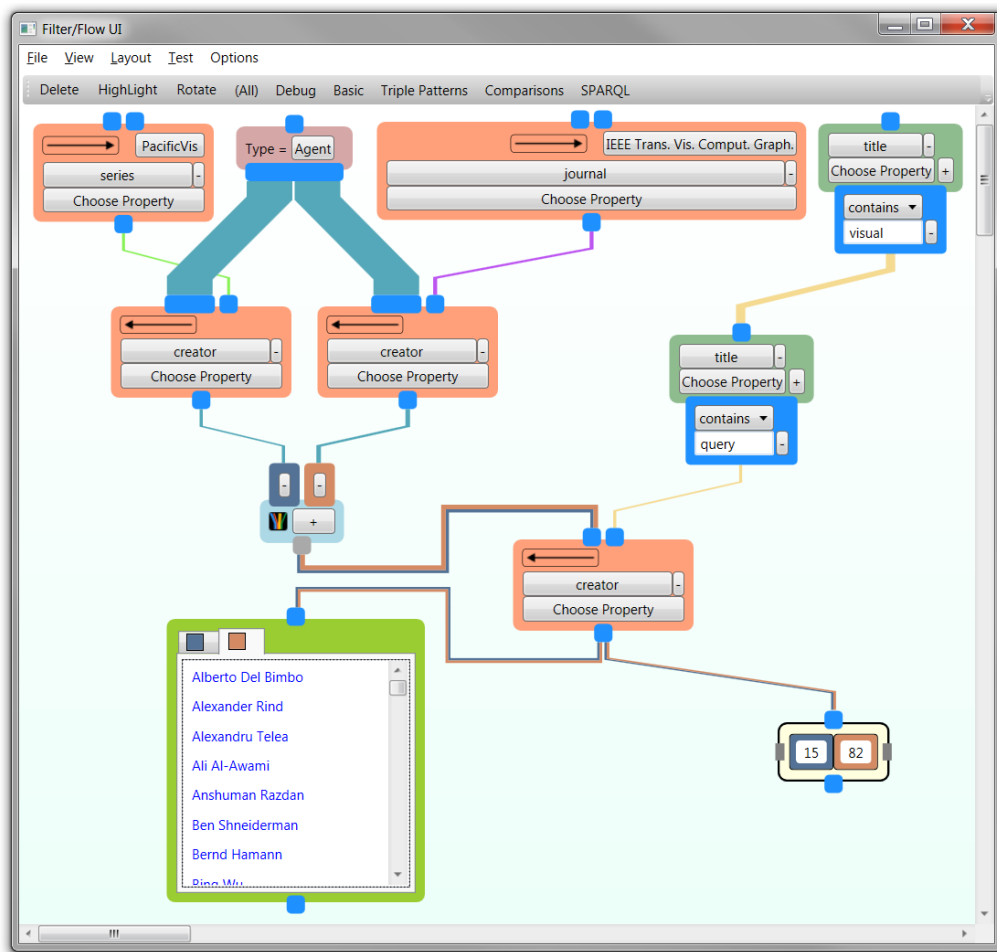 Filter/Flow UI
File View Layout Test Options
Delete HighLight Rotate (All) Debug Basic Triple Patterns Comparisons SPARQL
PacificVis
series -
Choose Property
Type = Agent
IEEE Trans. Vis. Comput. Graph.
journal -
Choose Property
title -
Choose Property +
contains
visual -
creator -
Choose Property
creator -
Choose Property
title -
Choose Property +
contains
query -
- -
+
creator -
Choose Property
Alberto Del Bimbo
Alexander Rind
Alexandru Telea
Ali Al-Awami
Anshuman Razdan
Ben Shneiderman
Bernd Hamann
Bing Wu
15 82